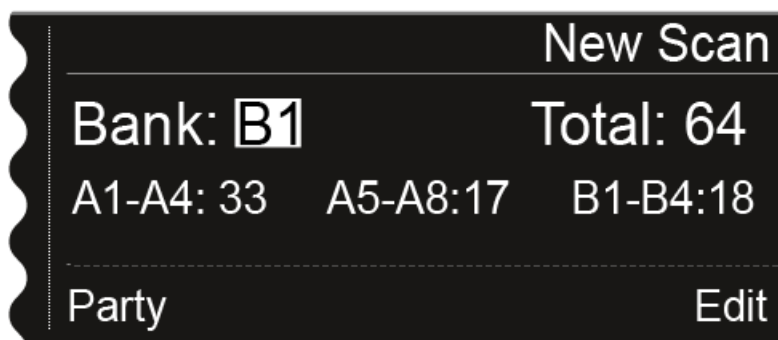 New Scan
Bank: B1 Total: 64
A1-A4: 33 A5-A8:17 B1-B4:18
Party Edit